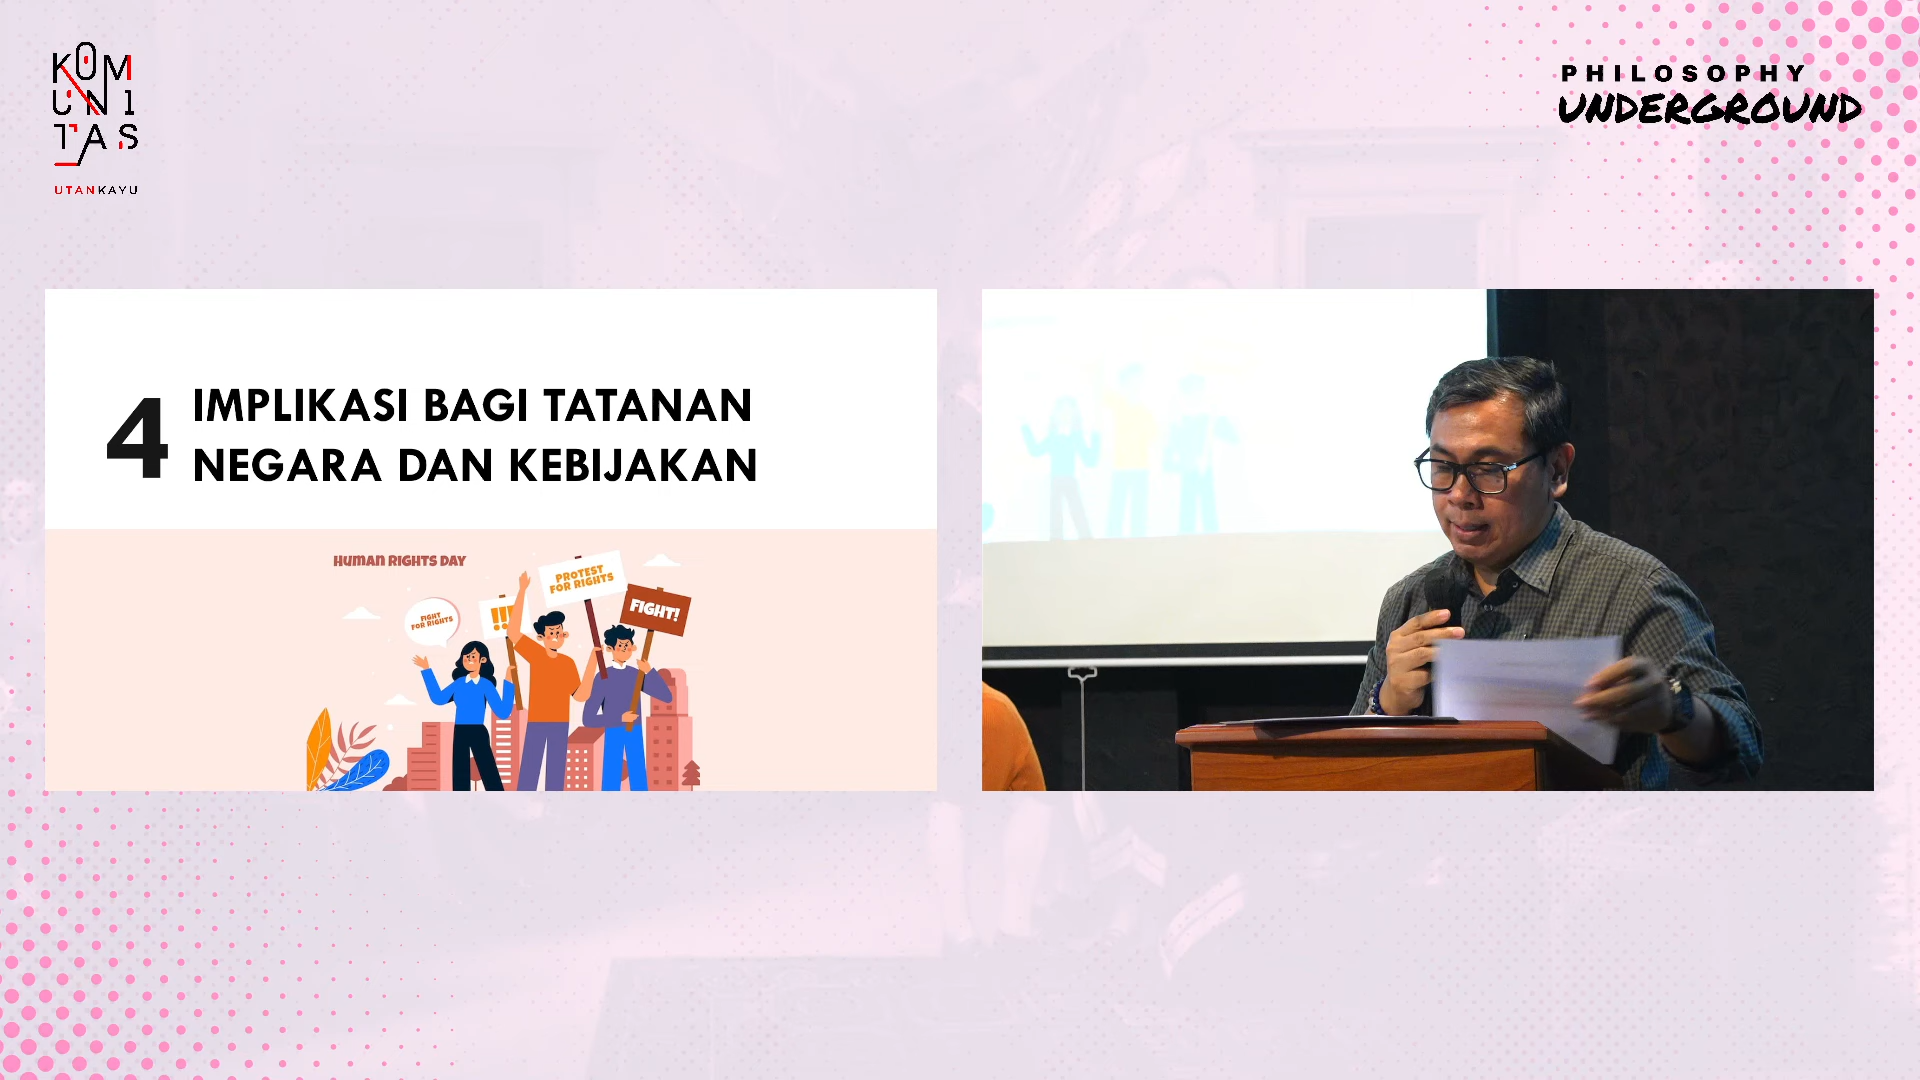 KOM
UNI
TAS
UTANKAYU
PHILOSOPHY
UNDERGROUND
4
IMPLIKASI BAGI TATANAN
NEGARA DAN KEBIJAKAN
HUMAN RIGHTS DAY
FIGHT
FOR RIGHTS
!!!
PROTEST
FOR RIGHTS
FIGHT!